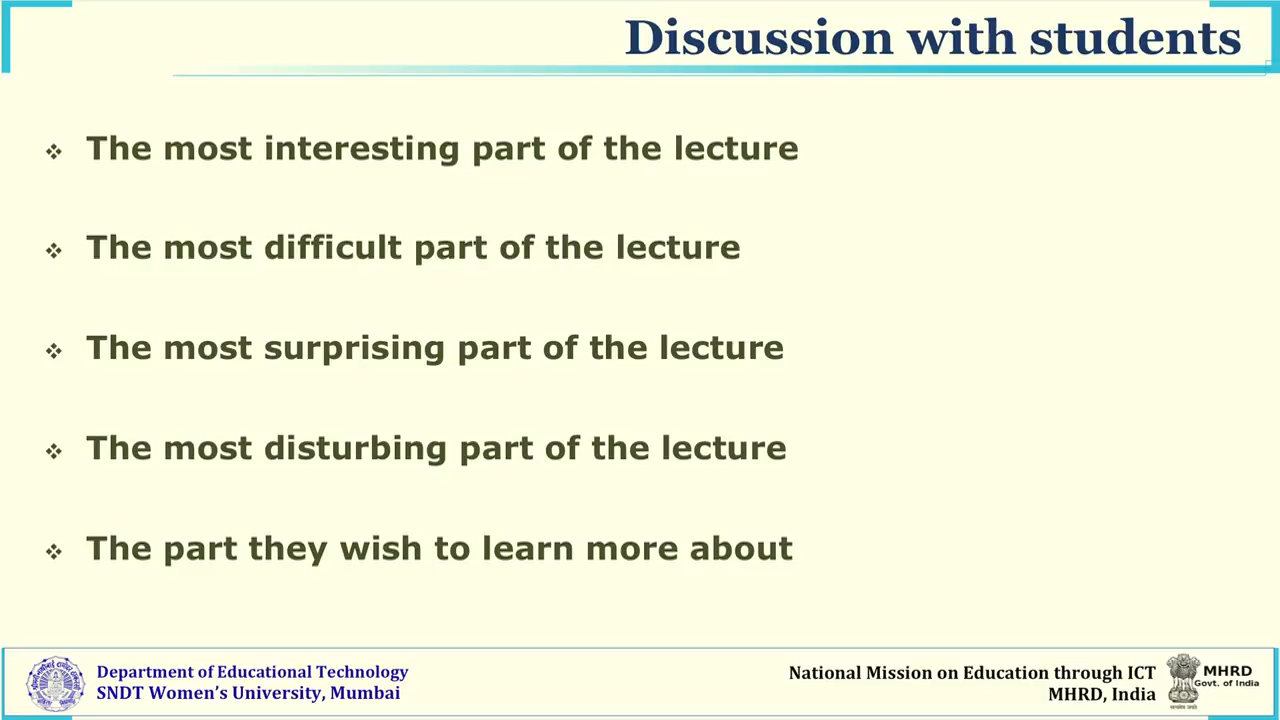 Discussion with students
The most interesting part of the lecture
The most difficult part of the lecture
The most surprising part of the lecture
The most disturbing part of the lecture
The part they wish to learn more about
Department of Educational Technology
SNDT Women's University, Mumbai
National Mission on Education through ICT
MHRD, India
MHRD
Govt. of India